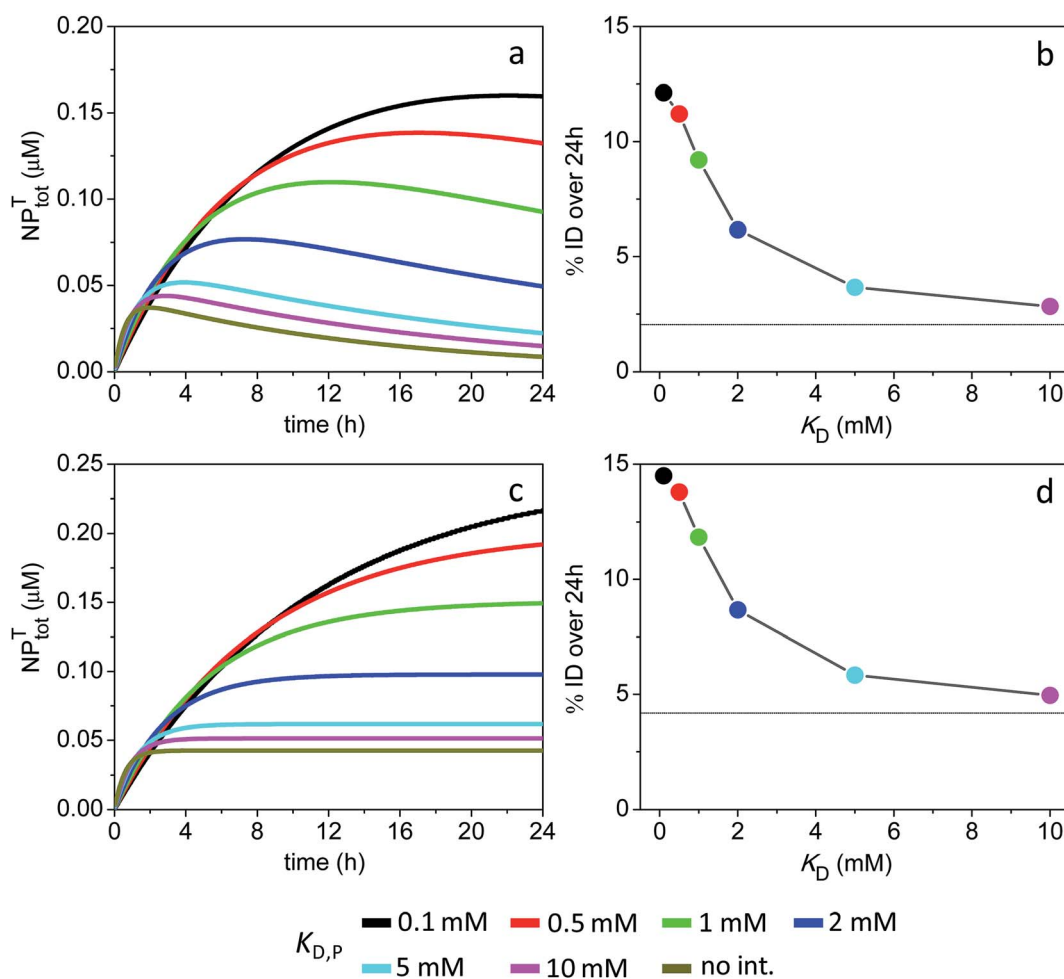 a
NP^T_tot (μM)
0.20
0.15
0.10
0.05
0.00
0 4 8 12 16 20 24
time (h)
b
% ID over 24h
15
10
5
0
0 2 4 6 8 10
K_D (mM)
c
NP^T_tot (μM)
0.25
0.20
0.15
0.10
0.05
0.00
0 4 8 12 16 20 24
time (h)
d
% ID over 24h
15
10
5
0
0 2 4 6 8 10
K_D (mM)
K_D,P
0.1 mM 0.5 mM 1 mM 2 mM
5 mM 10 mM no int.